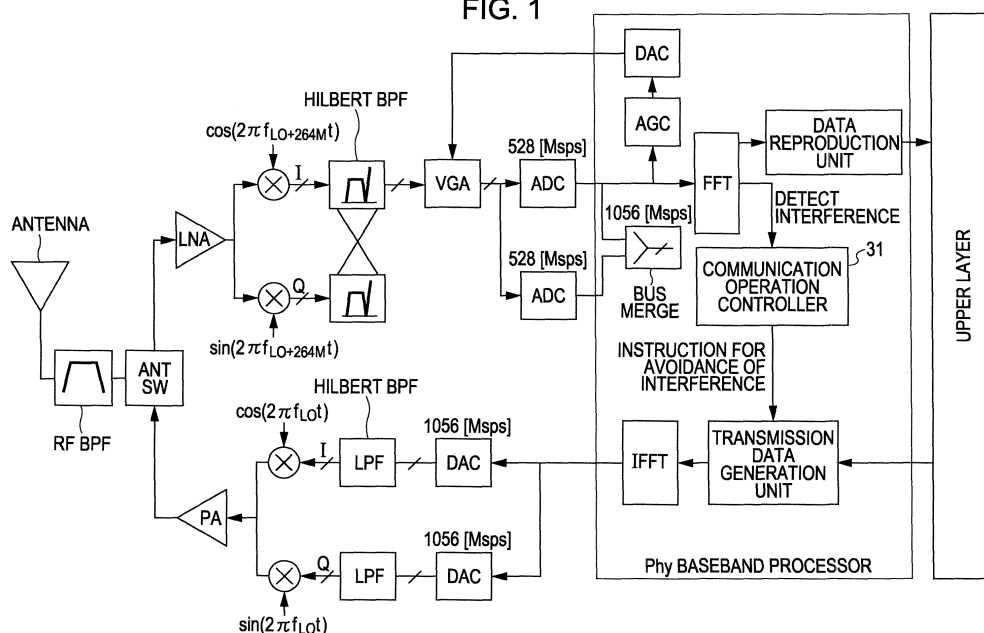 FIG. 1
DAC
HILBERT BPF
cos(2πfLO+264Mt)
I
AGC
DATA
REPRODUCTION
UNIT
528 [Msps]
VGA
ADC
FFT
DETECT
INTERFERENCE
1056 [Msps]
ANTENNA
LNA
31
528 [Msps]
COMMUNICATION
OPERATION
CONTROLLER
Q
ADC
BUS
MERGE
sin(2πfLO+264Mt)
UPPER LAYER
INSTRUCTION FOR
AVOIDANCE OF
INTERFERENCE
ANT
SW
HILBERT BPF
RF BPF
cos(2πfLOt)
1056 [Msps]
I
LPF
DAC
IFFT
TRANSMISSION
DATA
GENERATION
UNIT
PA
1056 [Msps]
Q
LPF
DAC
Phy BASEBAND PROCESSOR
sin(2πfLOt)